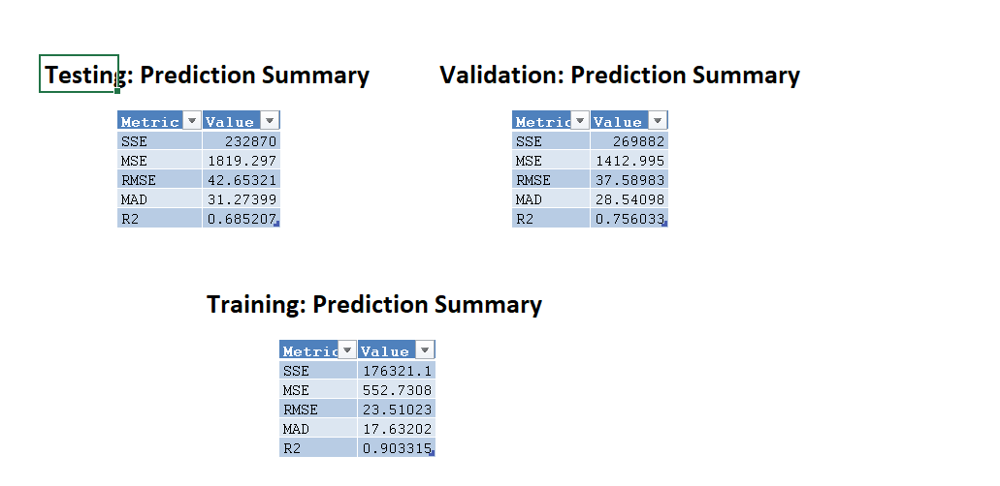 Testing: Prediction Summary
Metric Value
SSE 232870
MSE 1819.297
RMSE 42.65321
MAD 31.27399
R2 0.685207
Validation: Prediction Summary
Metric Value
SSE 269882
MSE 1412.995
RMSE 37.58983
MAD 28.54098
R2 0.756033
Training: Prediction Summary
Metric Value
SSE 176321.1
MSE 552.7308
RMSE 23.51023
MAD 17.63202
R2 0.903315